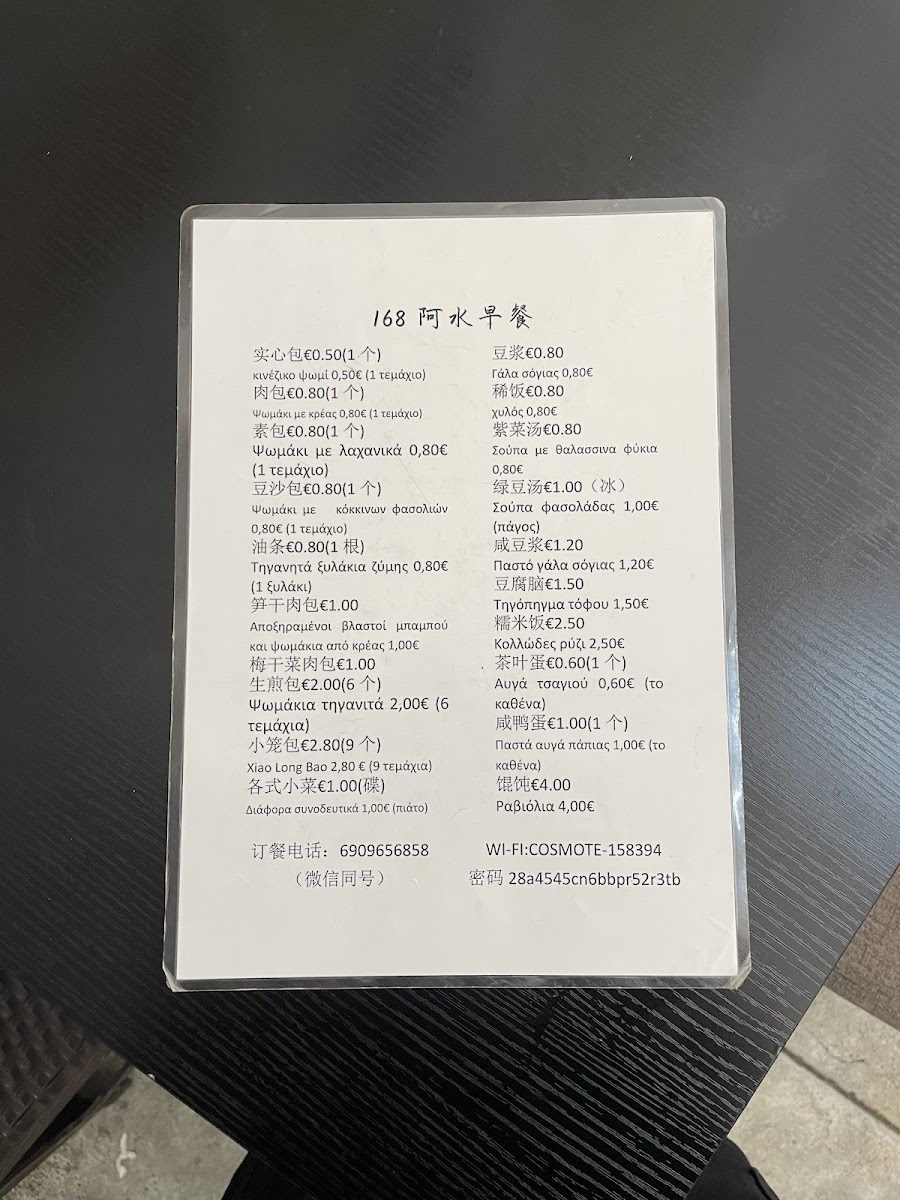 168 阿水早餐
实心包€0.50(1 个)
κινέζικο ψωμί 0,50€ (1 τεμάχιο)
肉包€0.80(1 个)
Ψωμάκι με κρέας 0,80€ (1 τεμάχιο)
素包€0.80(1 个)
Ψωμάκι με λαχανικά 0,80€
(1 τεμάχιο)
豆沙包€0.80(1 个)
Ψωμάκι με κόκκινων φασολιών
0,80€ (1 τεμάχιο)
油条€0.80(1 根)
Τηγανητά ξυλάκια ζύμης 0,80€
(1 ξυλάκι)
笋干肉包€1.00
Αποξηραμένοι βλαστοί μπαμπού
και ψωμάκια από κρέας 1,00€
梅干菜肉包€1.00
生煎包€2.00(6 个)
Ψωμάκια τηγανιτά 2,00€ (6
τεμάχια)
小笼包€2.80(9 个)
Xiao Long Bao 2,80 € (9 τεμάχια)
各式小菜€1.00(碟)
Διάφορα συνοδευτικά 1,00€ (πιάτο)
订餐电话：6909656858
（微信同号）
豆浆€0.80
Γάλα σόγιας 0,80€
稀饭€0.80
χυλός 0,80€
紫菜汤€0.80
Σούπα με θαλασσινα φύκια
0,80€
绿豆汤€1.00（冰）
Σούπα φασολάδας 1,00€
(πάγος)
咸豆浆€1.20
Παστό γάλα σόγιας 1,20€
豆腐脑€1.50
Τηγόπηγμα τόφου 1,50€
糯米饭€2.50
Κολλώδες ρύζι 2,50€
茶叶蛋€0.60(1 个)
Αυγά τσαγιού 0,60€ (το
καθένα)
咸鸭蛋€1.00(1 个)
Παστά αυγά πάπιας 1,00€ (το
καθένα)
馄饨€4.00
Ραβιόλια 4,00€
WI-FI:COSMOTE-158394
密码 28a4545cn6bbpr52r3tb